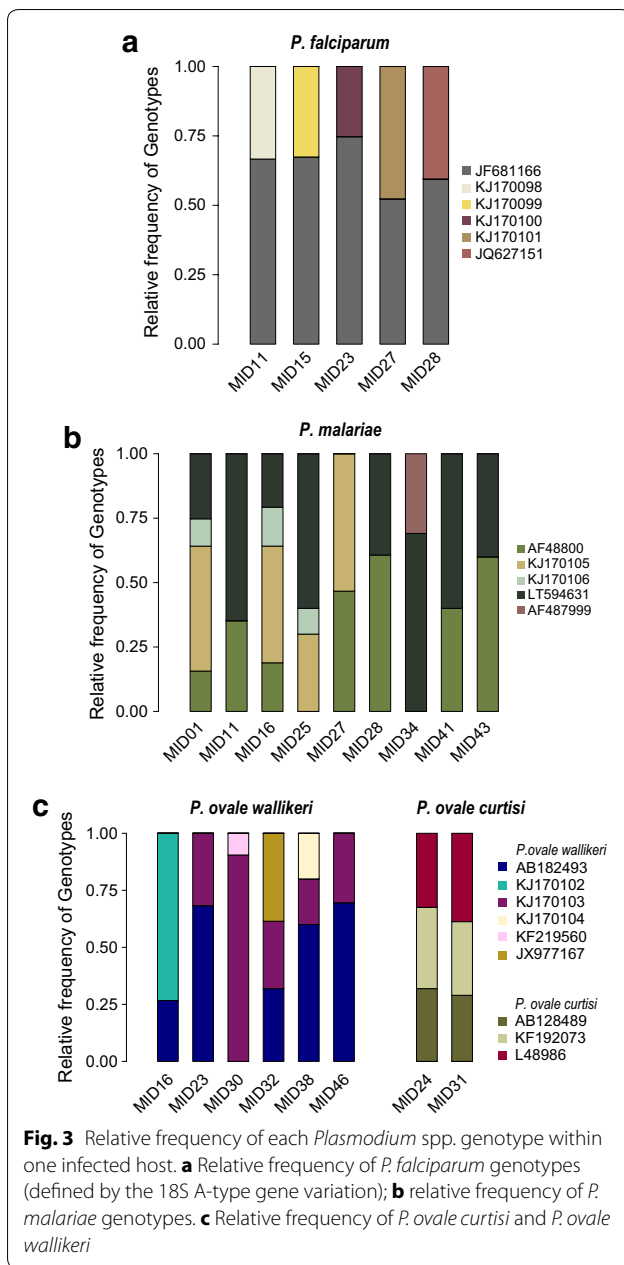 a
P. falciparum
Relative frequency of Genotypes
1.00
0.75
0.50
0.25
0.00
MID11
MID15
MID23
MID27
MID28
JF681166
KJ170098
KJ170099
KJ170100
KJ170101
JQ627151
b
P. malariae
Relative frequency of Genotypes
1.00
0.75
0.50
0.25
0.00
MID01
MID11
MID16
MID25
MID27
MID28
MID34
MID41
MID43
AF48800
KJ170105
KJ170106
LT594631
AF487999
c
P. ovale wallikeri
P. ovale curtisi
Relative frequency of Genotypes
1.00
0.75
0.50
0.25
0.00
MID16
MID23
MID30
MID32
MID38
MID46
MID24
MID31
P.ovale wallikeri
AB182493
KJ170102
KJ170103
KJ170104
KF219560
JX977167
P. ovale curtisi
AB128489
KF192073
L48986
Fig. 3 Relative frequency of each Plasmodium spp. genotype within
one infected host. a Relative frequency of P. falciparum genotypes
(defined by the 18S A-type gene variation); b relative frequency of P.
malariae genotypes. c Relative frequency of P. ovale curtisi and P. ovale
wallikeri